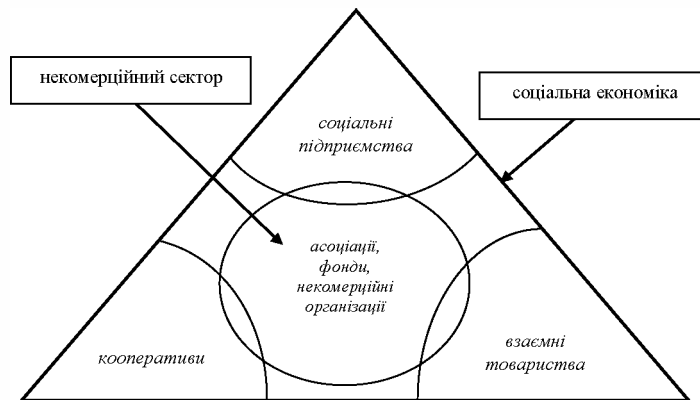 некомерційний сектор
соціальна економіка
соціальні
підприємства
асоціації,
фонди,
некомерційні
організації
кооперативи
взаємні
товариства